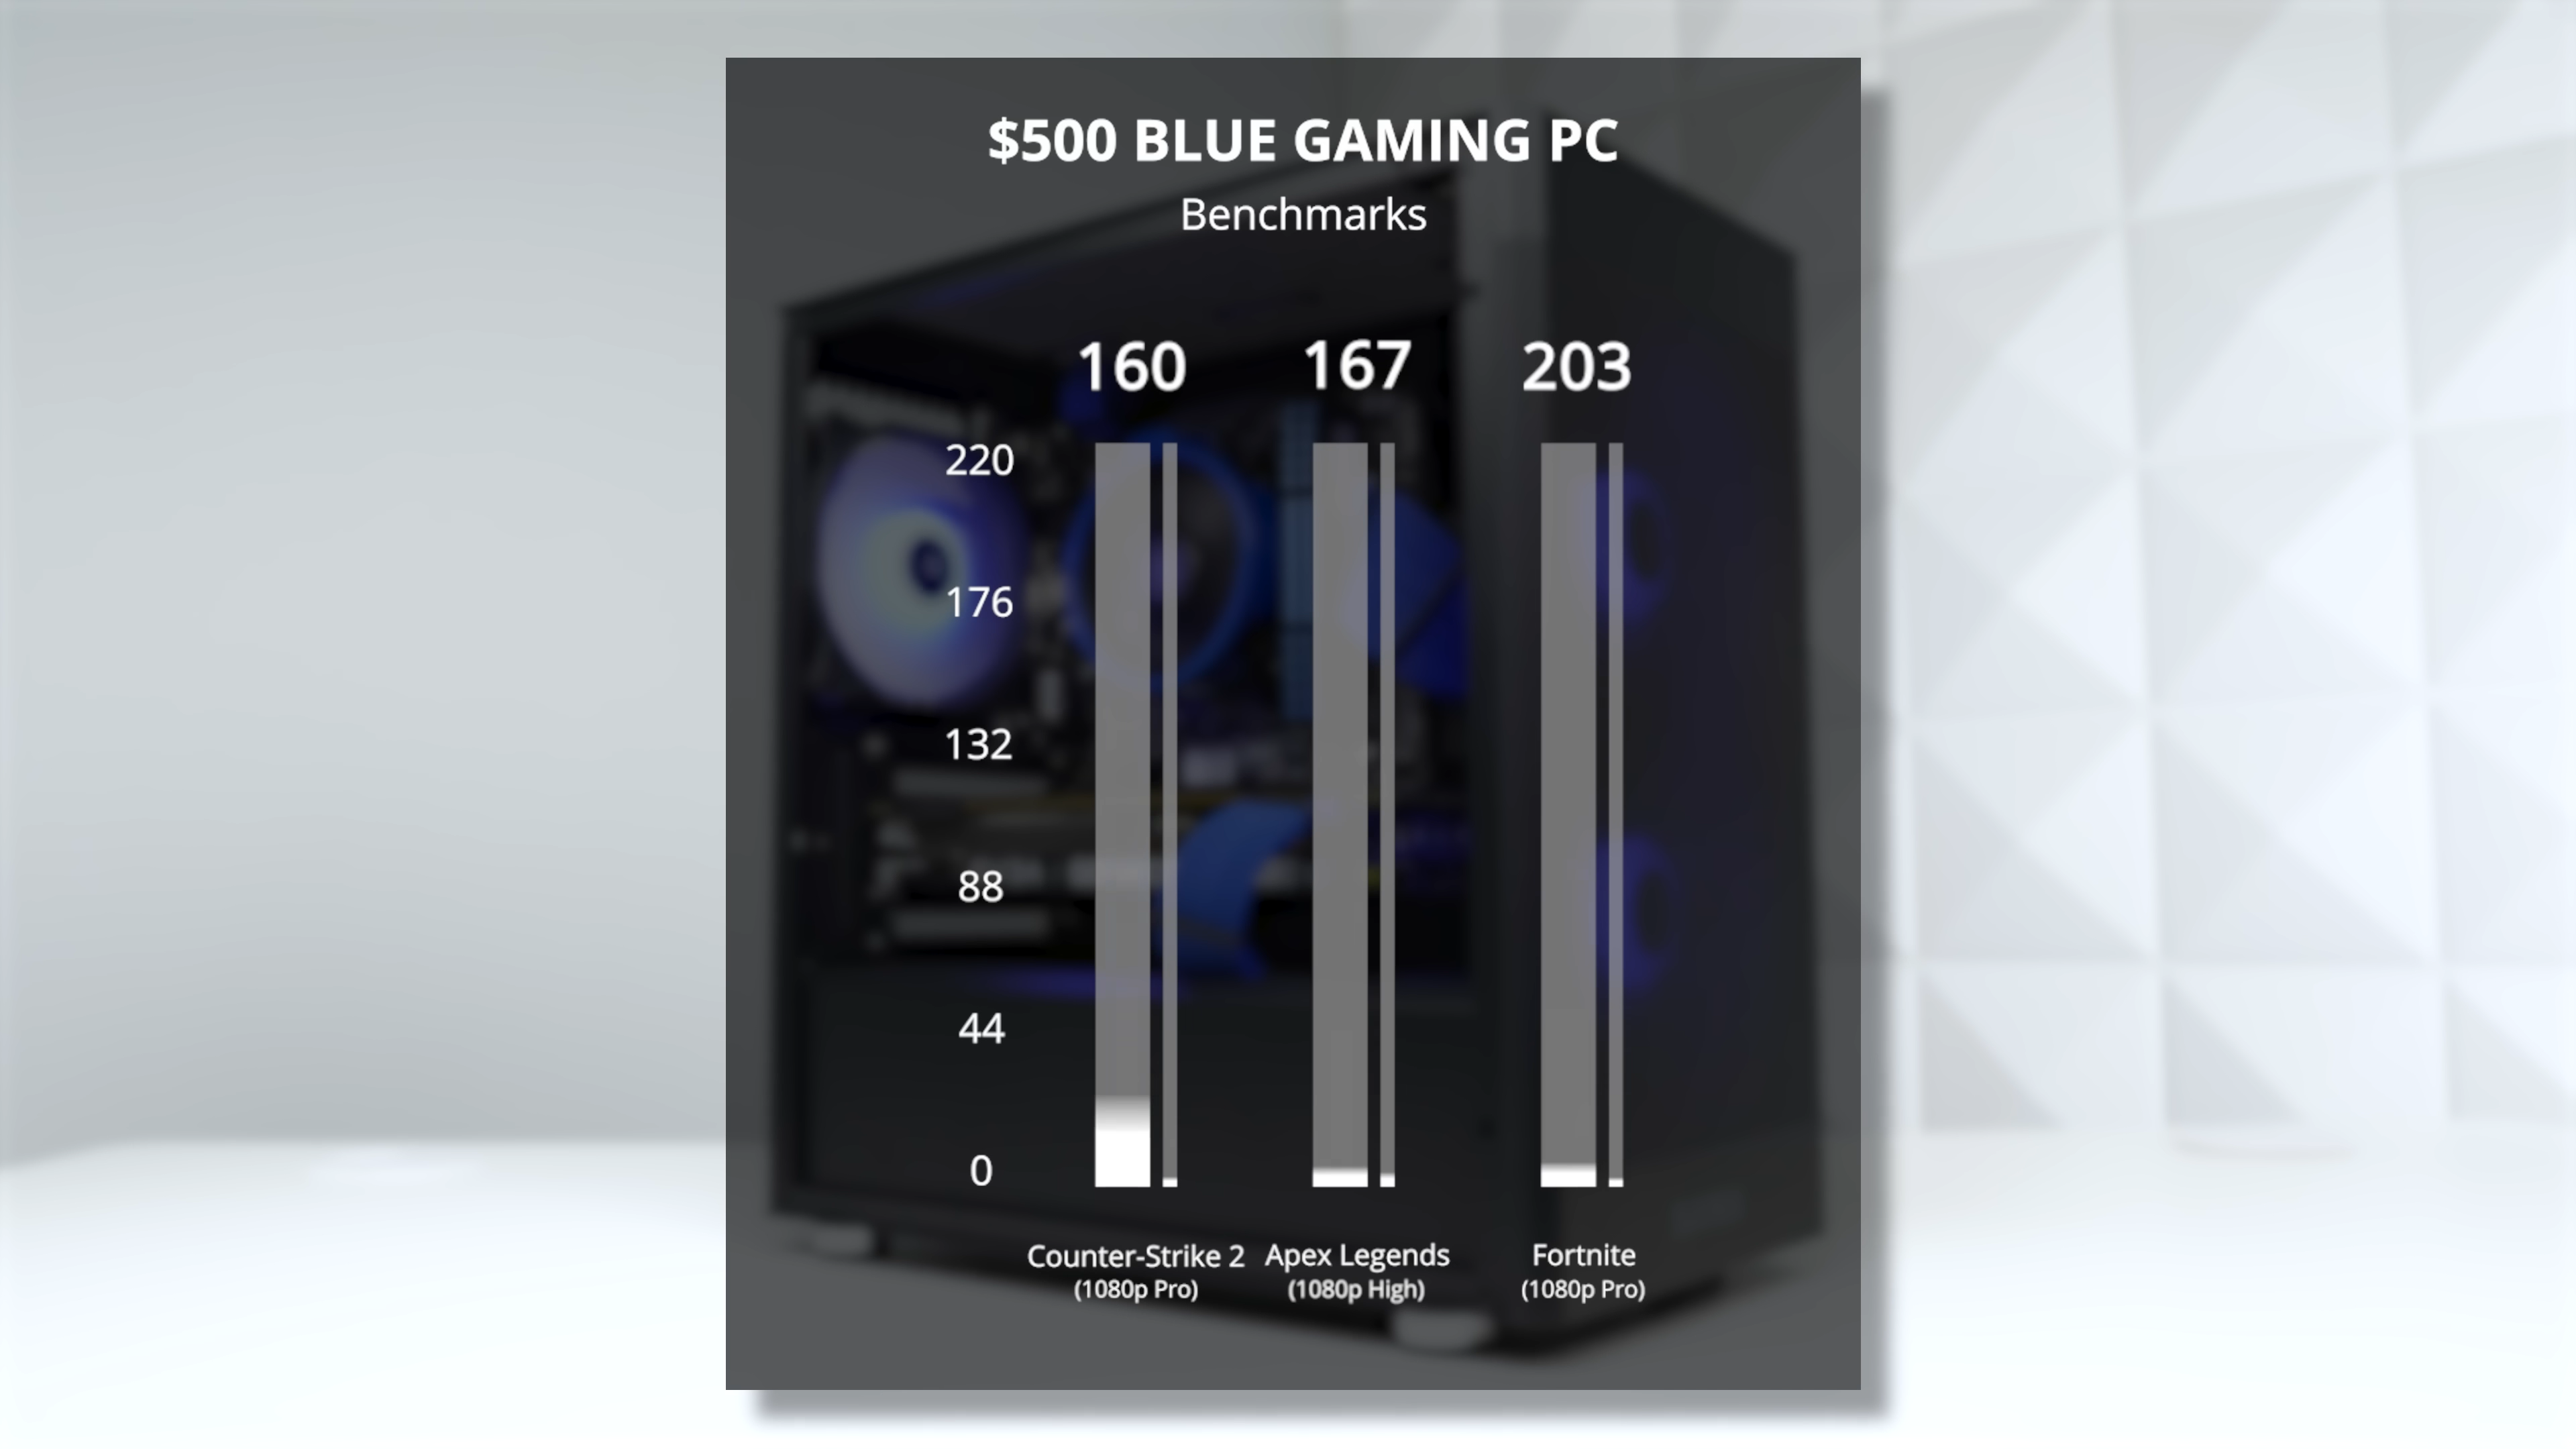 $500 BLUE GAMING PC
Benchmarks
160 167 203
220
176
132
88
44
0
Counter-Strike 2 Apex Legends Fortnite
(1080p Pro) (1080p High) (1080p Pro)